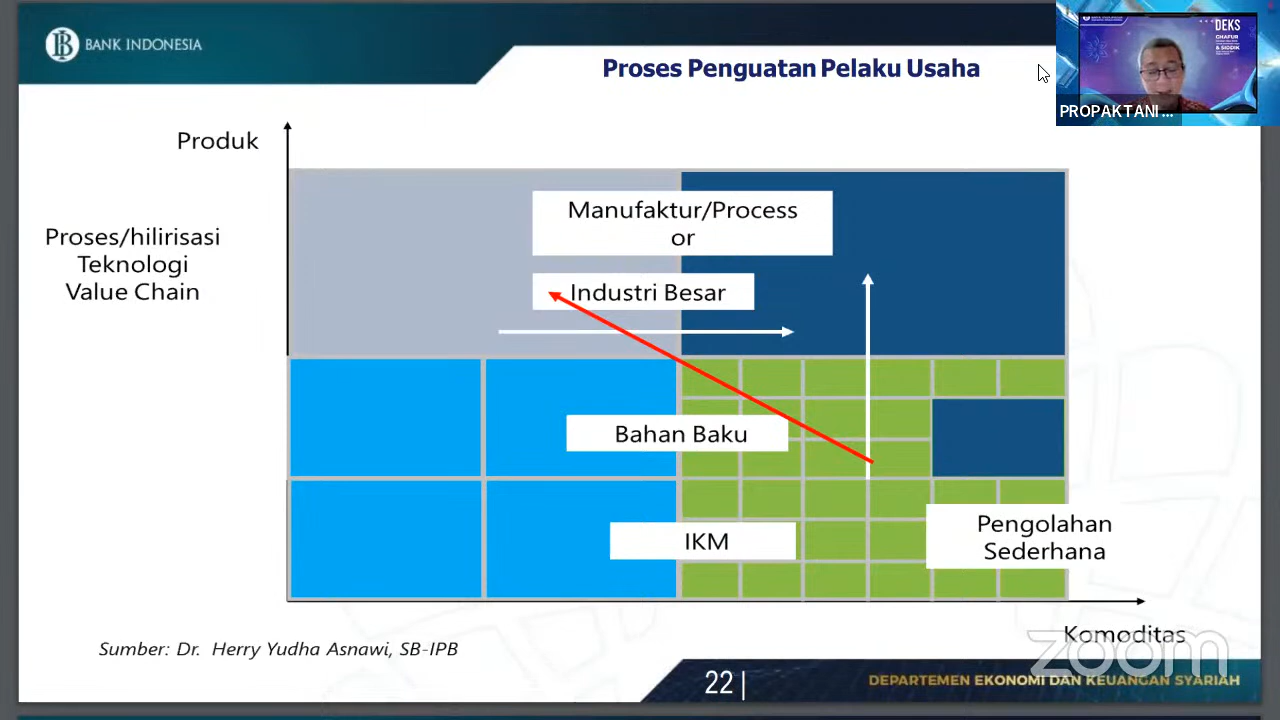 BANK INDONESIA
Proses Penguatan Pelaku Usaha
DEKS
GHAFUR
& SIDDIK
PROPAKTANI ...
Produk
Proses/hilirisasi
Teknologi
Value Chain
Manufaktur/Process
or
Industri Besar
Bahan Baku
IKM
Pengolahan
Sederhana
Komoditas
zoom
Sumber: Dr. Herry Yudha Asnawi, SB-IPB
22 |
DEPARTEMEN EKONOMI DAN KEUANGAN SYARIAH